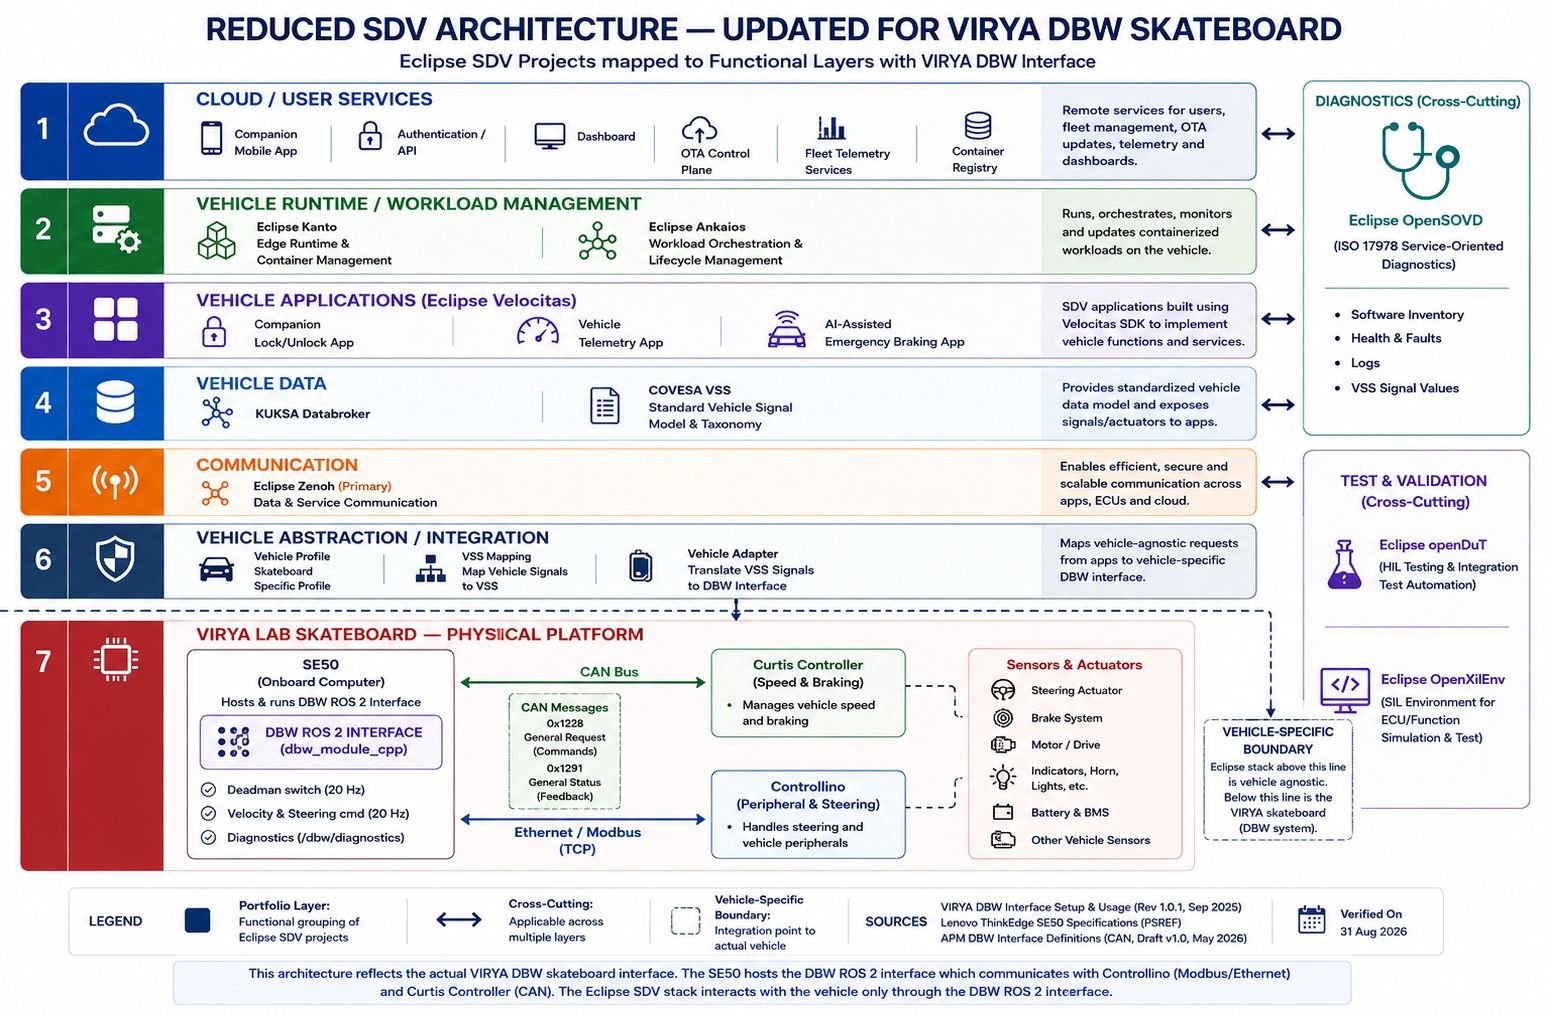 REDUCED SDV ARCHITECTURE — UPDATED FOR VIRYA DBW SKATEBOARD
Eclipse SDV Projects mapped to Functional Layers with VIRYA DBW Interface
1
CLOUD / USER SERVICES
Companion
Mobile App
Authentication /
API
Dashboard
OTA Control
Plane
Fleet Telemetry
Services
Container
Registry
Remote services for users,
fleet management, OTA
updates, telemetry and
dashboards.
2
VEHICLE RUNTIME / WORKLOAD MANAGEMENT
Eclipse Kanto
Edge Runtime &
Container Management
Eclipse Ankaios
Workload Orchestration &
Lifecycle Management
Runs, orchestrates, monitors
and updates containerized
workloads on the vehicle.
3
VEHICLE APPLICATIONS (Eclipse Velocitas)
Companion
Lock/Unlock App
Vehicle
Telemetry App
AI-Assisted
Emergency Braking App
SDV applications built using
Velocitas SDK to implement
vehicle functions and services.
4
VEHICLE DATA
KUKSA Databroker
COVESA VSS
Standard Vehicle Signal
Model & Taxonomy
Provides standardized vehicle
data model and exposes
signals/actuators to apps.
5
COMMUNICATION
Eclipse Zenoh (Primary)
Data & Service Communication
Enables efficient, secure and
scalable communication across
apps, ECUs and cloud.
6
VEHICLE ABSTRACTION / INTEGRATION
Vehicle Profile
Skateboard
Specific Profile
VSS Mapping
Map Vehicle Signals
to VSS
Vehicle Adapter
Translate VSS Signals
to DBW Interface
Maps vehicle-agnostic requests
from apps to vehicle-specific
DBW interface.
DIAGNOSTICS (Cross-Cutting)
Eclipse OpenSOVD
(ISO 17978 Service-Oriented
Diagnostics)
• Software Inventory
• Health & Faults
• Logs
• VSS Signal Values
TEST & VALIDATION
(Cross-Cutting)
Eclipse openDuT
(HIL Testing & Integration
Test Automation)
Eclipse OpenXilEnv
(SIL Environment for
ECU/Function
Simulation & Test)
7
VIRYA LAB SKATEBOARD — PHYSICAL PLATFORM
SE50
(Onboard Computer)
Hosts & runs DBW ROS 2 Interface
DBW ROS 2 INTERFACE
(dbw_module_cpp)
Deadman switch (20 Hz)
Velocity & Steering cmd (20 Hz)
Diagnostics (/dbw/diagnostics)
CAN Bus
CAN Messages
0x1228
General Request
(Commands)
0x1291
General Status
(Feedback)
Ethernet / Modbus
(TCP)
Curtis Controller
(Speed & Braking)
• Manages vehicle speed
and braking
Controllino
(Peripheral & Steering)
• Handles steering and
vehicle peripherals
Sensors & Actuators
Steering Actuator
Brake System
Motor / Drive
Indicators, Horn,
Lights, etc.
Battery & BMS
Other Vehicle Sensors
VEHICLE-SPECIFIC
BOUNDARY
Eclipse stack above this line
is vehicle agnostic.
Below this line is the
VIRYA skateboard
(DBW system).
LEGEND
Portfolio Layer:
Functional grouping of
Eclipse SDV projects
Cross-Cutting:
Applicable across
multiple layers
Vehicle-Specific
Boundary:
Integration point to
actual vehicle
SOURCES
VIRYA DBW Interface Setup & Usage (Rev 1.0.1, Sep 2025)
Lenovo ThinkEdge SE50 Specifications (PSREF)
APM DBW Interface Definitions (CAN, Draft v1.0, May 2026)
Verified On
31 Aug 2026
This architecture reflects the actual VIRYA DBW skateboard interface. The SE50 hosts the DBW ROS 2 interface which communicates with Controllino (Modbus/Ethernet)
and Curtis Controller (CAN). The Eclipse SDV stack interacts with the vehicle only through the DBW ROS 2 interface.